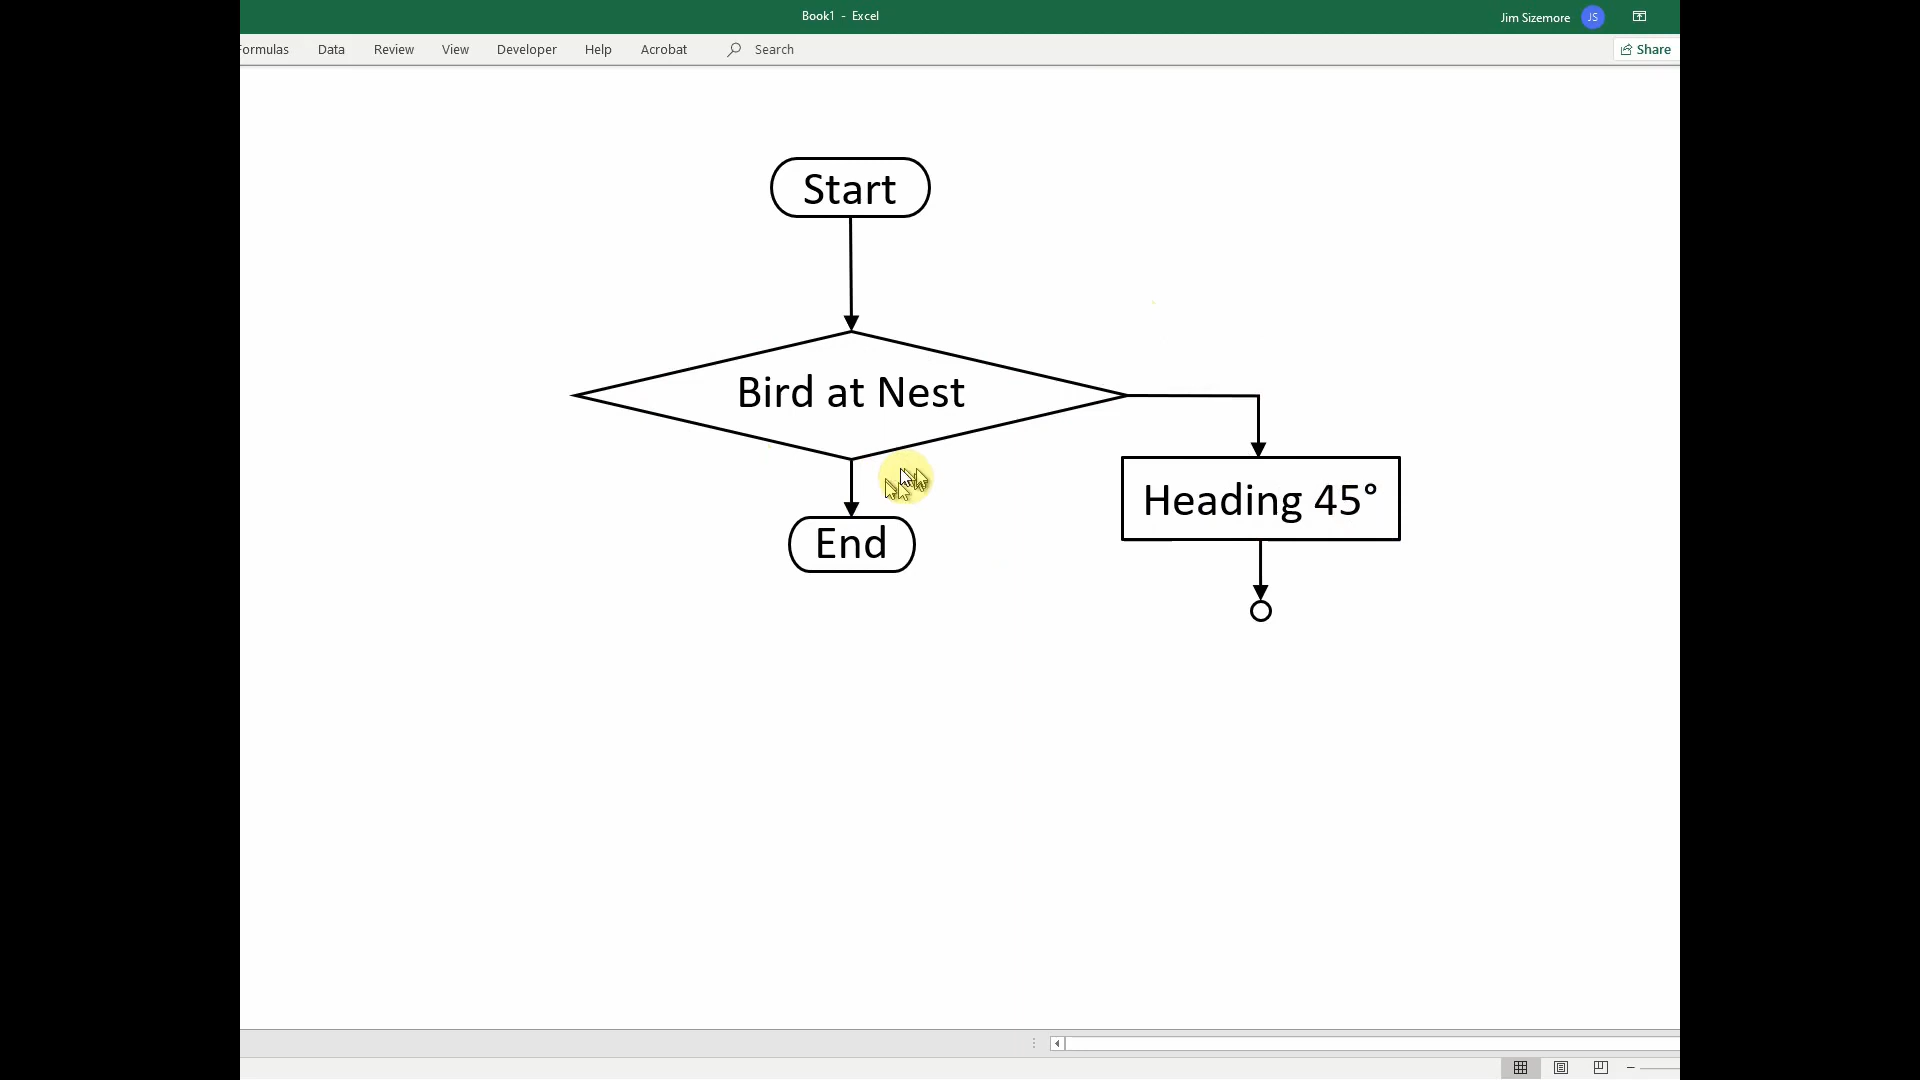 Book1 - Excel
Jim Sizemore JS
Formulas Data Review View Developer Help Acrobat Search Share
Start
Bird at Nest
Heading 45°
End